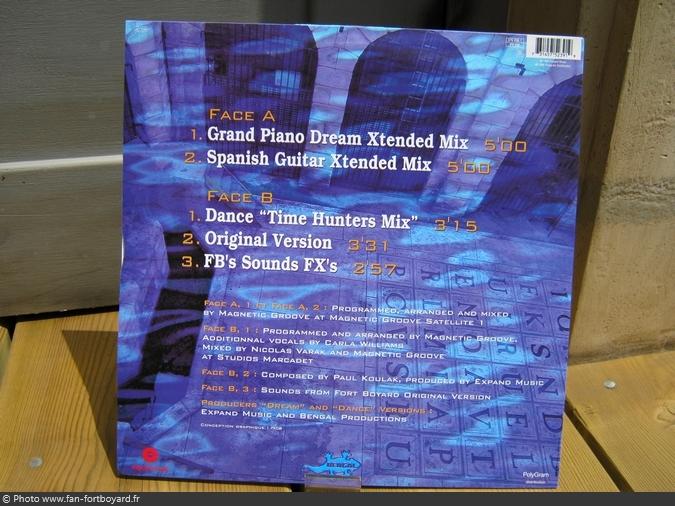 FACE A
1. Grand Piano Dream Xtended Mix 5'00
2. Spanish Guitar Xtended Mix 5'00
FACE B
1. Dance “Time Hunters Mix” 3'15
2. Original Version 3'31
3. FB's Sounds FX's 2'57
FACE A, 1 ET FACE A, 2 : PROGRAMMED, ARRANGED AND MIXED
BY MAGNETIC GROOVE AT MAGNETIC GROOVE SATELLITE 1
FACE B, 1 : PROGRAMMED AND ARRANGED BY MAGNETIC GROOVE,
ADDITIONNAL VOCALS BY CARLA WILLIAMS
MIXED BY NICOLAS VARAK AND MAGNETIC GROOVE
AT STUDIOS MARCADET
FACE B, 2 : COMPOSED BY PAUL KOULAK, PRODUCED BY EXPAND MUSIC
FACE B, 3 : SOUNDS FROM FORT BOYARD ORIGINAL VERSION
PRODUCERS “DREAM” AND “DANCE” VERSIONS :
EXPAND MUSIC AND BENGAL PRODUCTIONS
CONCEPTION GRAPHIQUE :
BENGAL
PolyGram
distribution
© Photo www.fan-fortboyard.fr